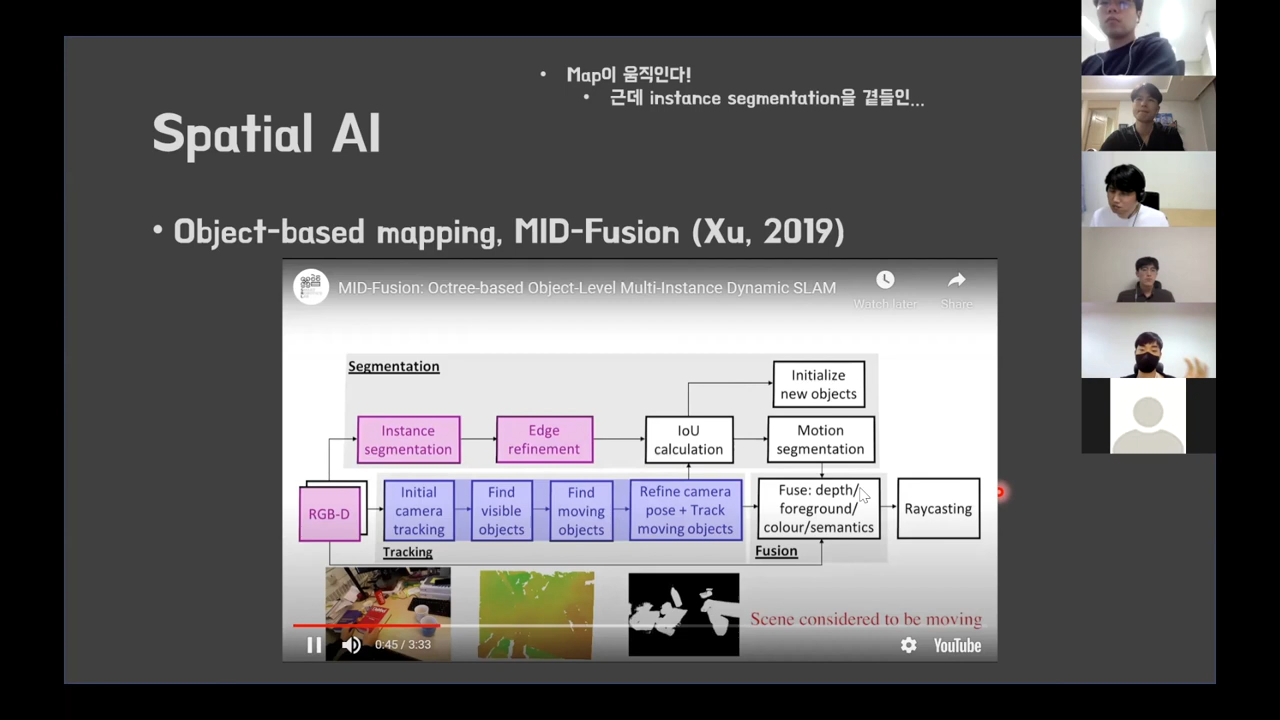 • Map이 움직인다!
• 근데 instance segmentation을 곁들인...
Spatial AI
• Object-based mapping, MID-Fusion (Xu, 2019)
MID-Fusion: Octree-based Object-Level Multi-Instance Dynamic SLAM
Watch later
Share
Segmentation
Initialize
new objects
Instance
segmentation
Edge
refinement
IoU
calculation
Motion
segmentation
RGB-D
Initial
camera
tracking
Find
visible
objects
Find
moving
objects
Refine camera
pose + Track
moving objects
Fuse: depth/
foreground/
colour/semantics
Raycasting
Tracking
Fusion
Scene considered to be moving
0:45 / 3:33
YouTube